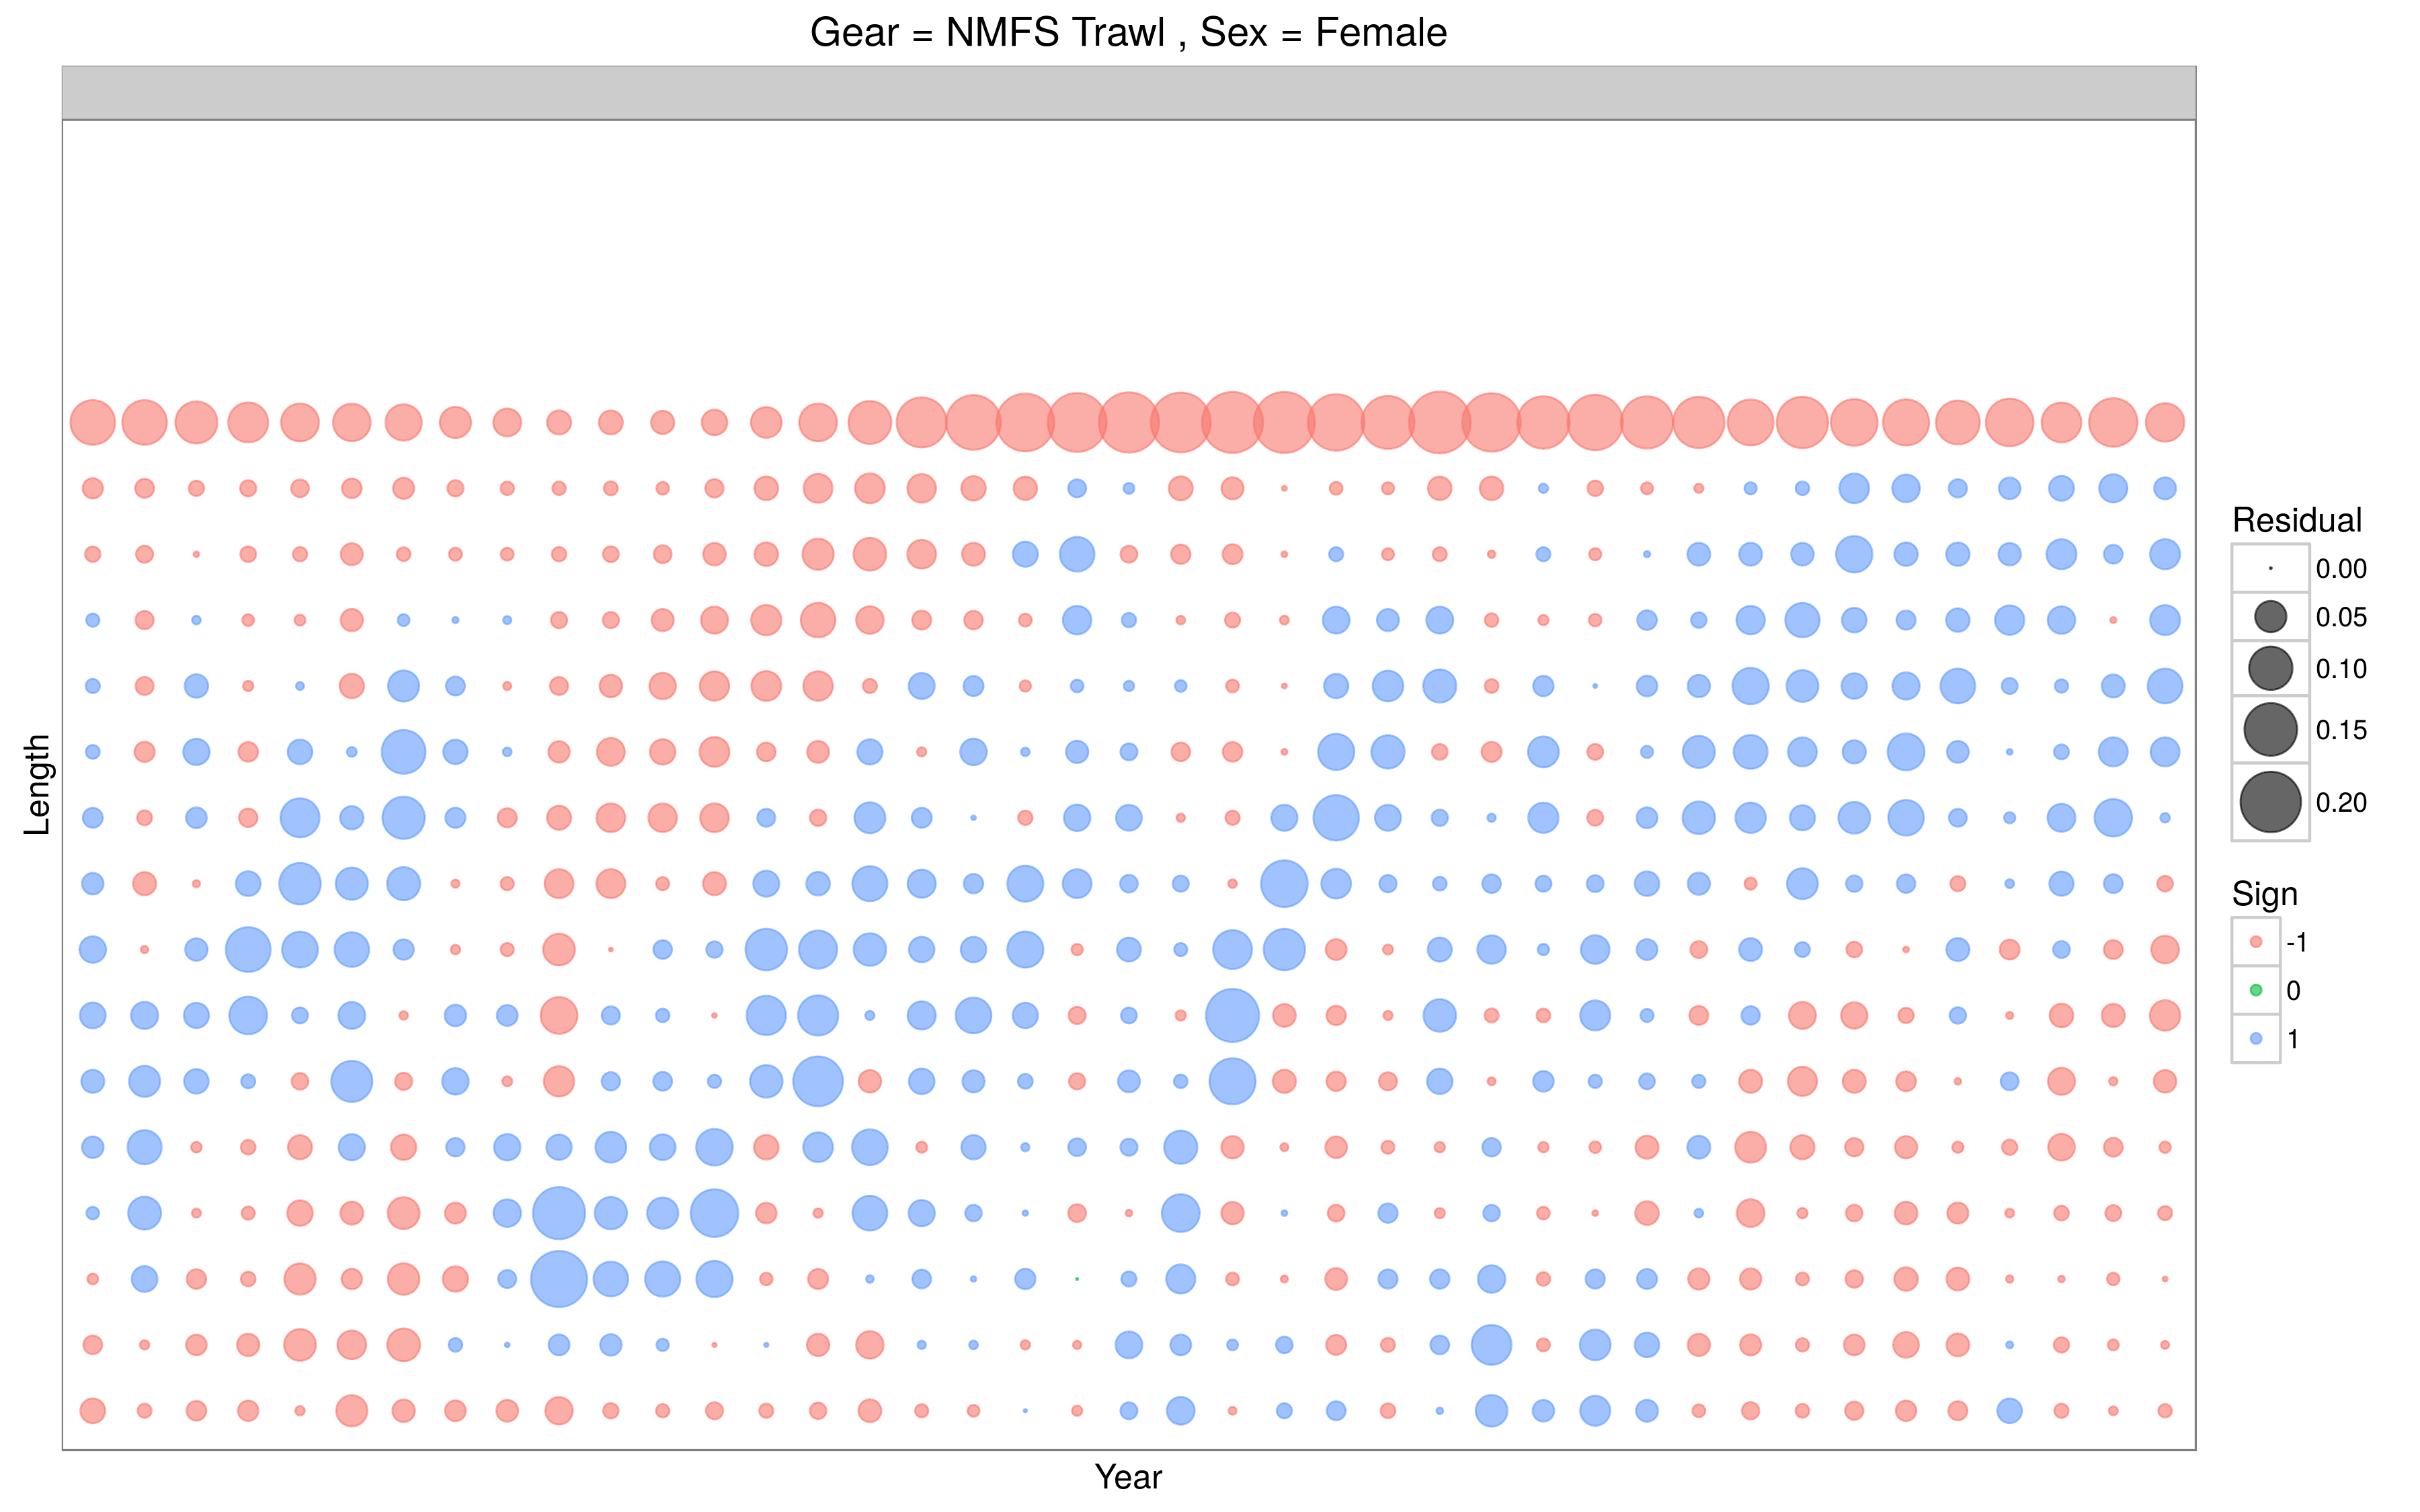 Gear = NMFS Trawl , Sex = Female
Length
Year
Residual
0.00
0.05
0.10
0.15
0.20
Sign
-1
0
1